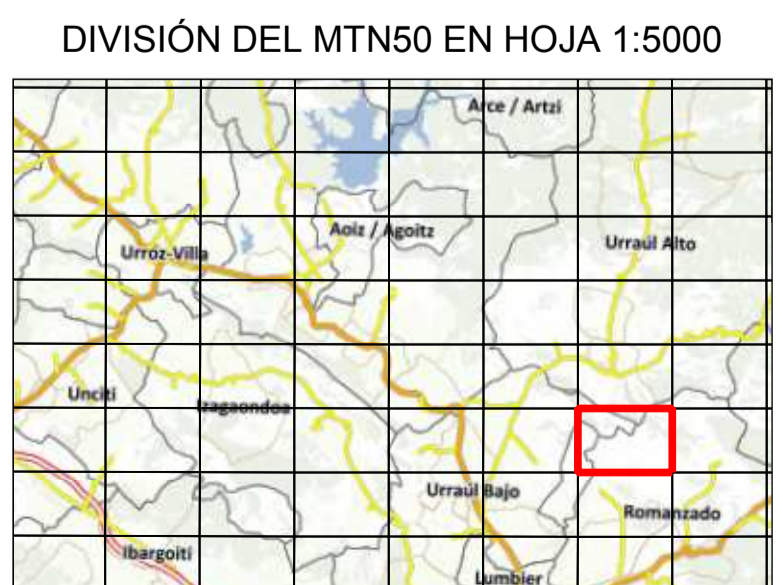 DIVISIÓN DEL MTN50 EN HOJA 1:5000
Arce / Artzi
Aoiz / Agoitz
Urraúl Alto
Urroz-Villa
Unciti
Izagaondoa
Urraúl Bajo
Romanzado
Ibargoiti
Lumbier